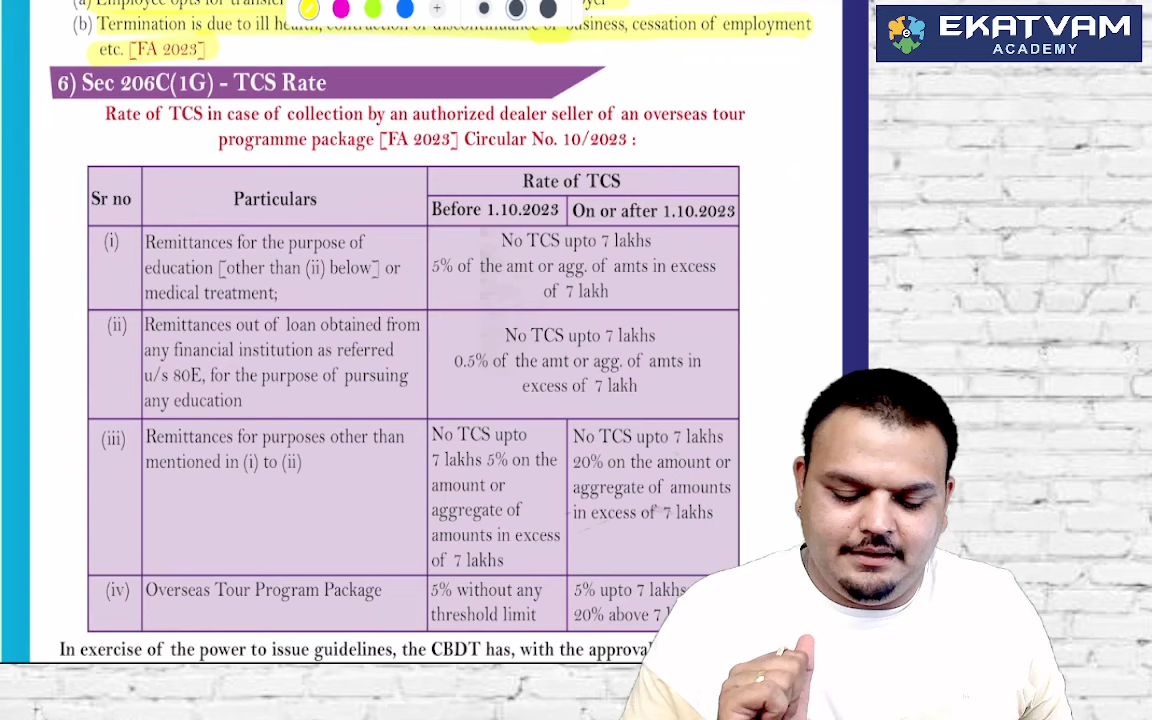 (a) Employee opts for
(b) Termination is due to ill health, contraction or discontinuance of business, cessation of employment
etc. [FA 2023]
EKATVAM
ACADEMY
6) Sec 206C(1G) - TCS Rate
Rate of TCS in case of collection by an authorized dealer seller of an overseas tour
programme package [FA 2023] Circular No. 10/2023 :
Sr no
Particulars
Rate of TCS
Before 1.10.2023
On or after 1.10.2023
(i)
Remittances for the purpose of
education [other than (ii) below] or
medical treatment;
No TCS upto 7 lakhs
5% of the amt or agg. of amts in excess
of 7 lakh
(ii)
Remittances out of loan obtained from
any financial institution as referred
u/s 80E, for the purpose of pursuing
any education
No TCS upto 7 lakhs
0.5% of the amt or agg. of amts in
excess of 7 lakh
(iii)
Remittances for purposes other than
mentioned in (i) to (ii)
No TCS upto
7 lakhs 5% on the
amount or
aggregate of
amounts in excess
of 7 lakhs
No TCS upto 7 lakhs
20% on the amount or
aggregate of amounts
in excess of 7 lakhs
(iv)
Overseas Tour Program Package
5% without any
threshold limit
5% upto 7 lakhs
20% above 7
In exercise of the power to issue guidelines, the CBDT has, with the approval